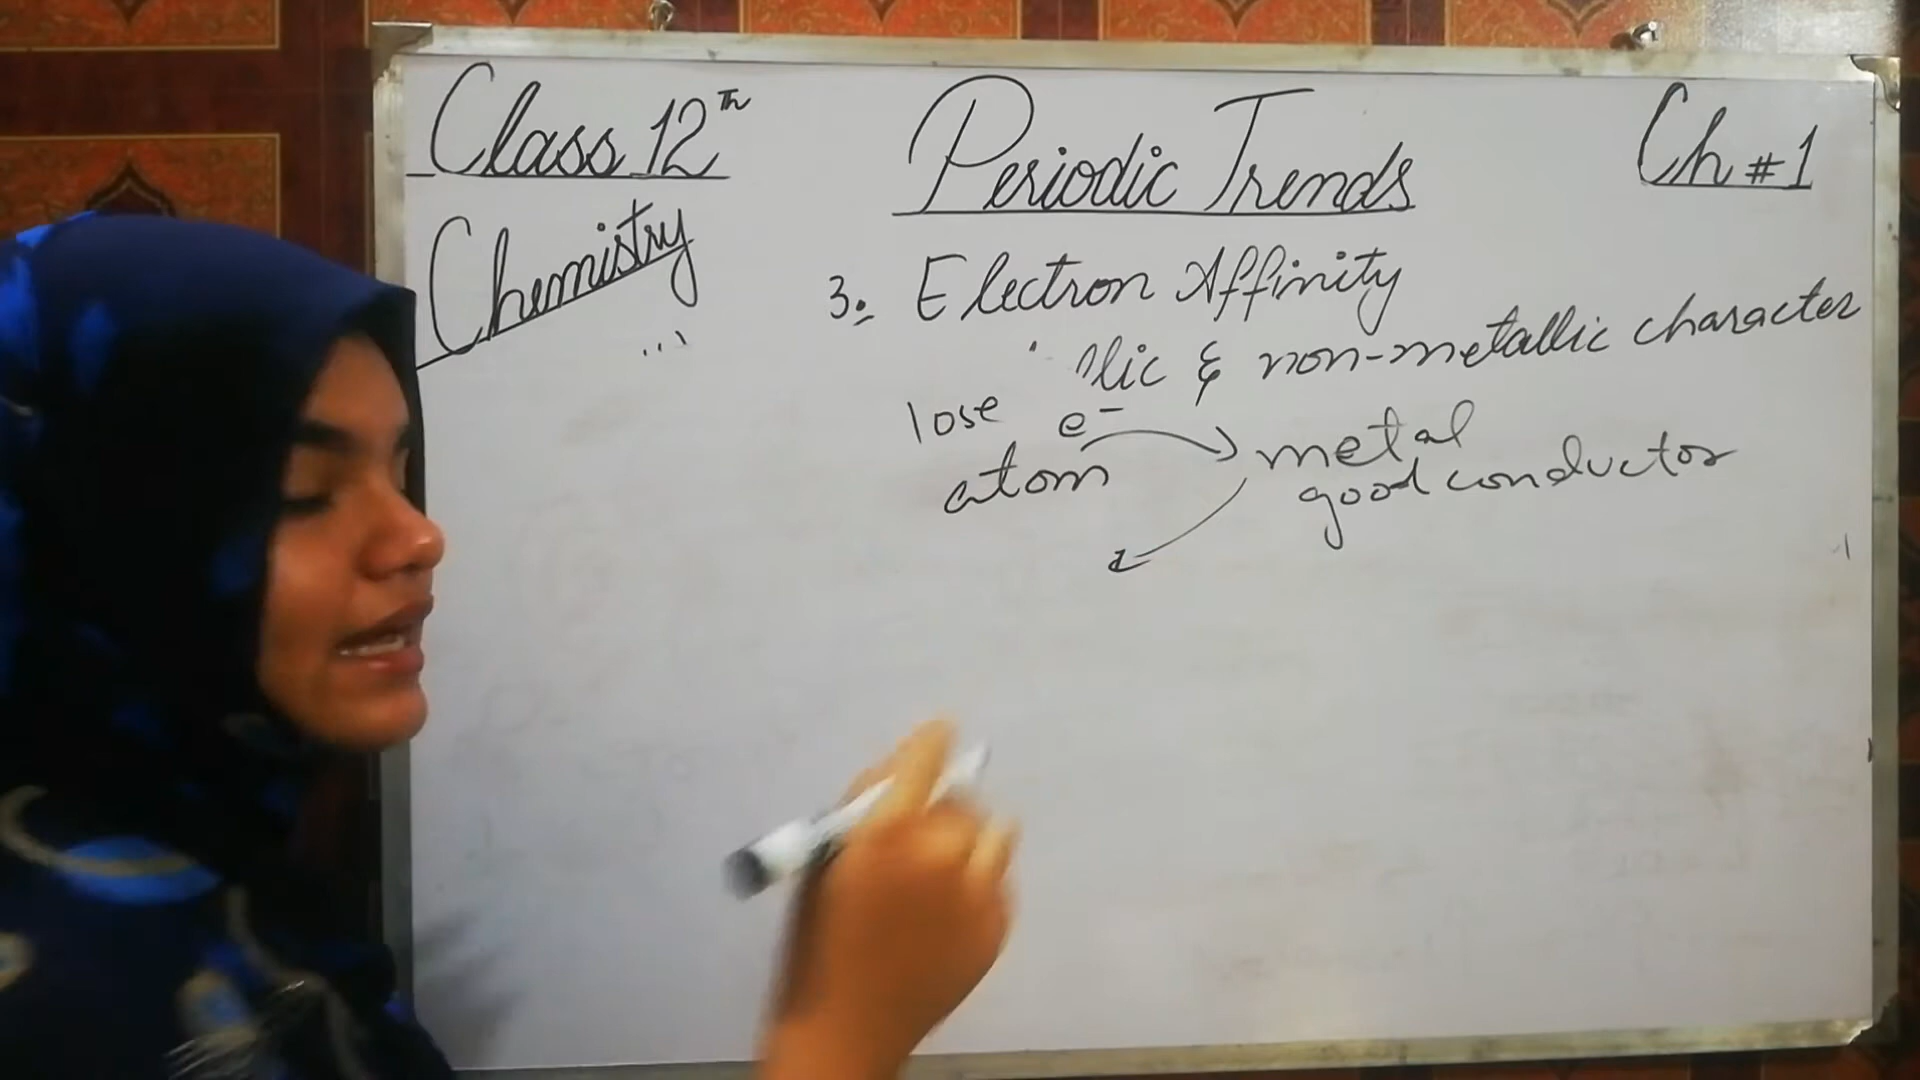 Class 12th
Periodic Trends
Ch # 1
Chemistry
3. Electron Affinity
llic & non-metallic character
lose e-
atom
metal
good conductor